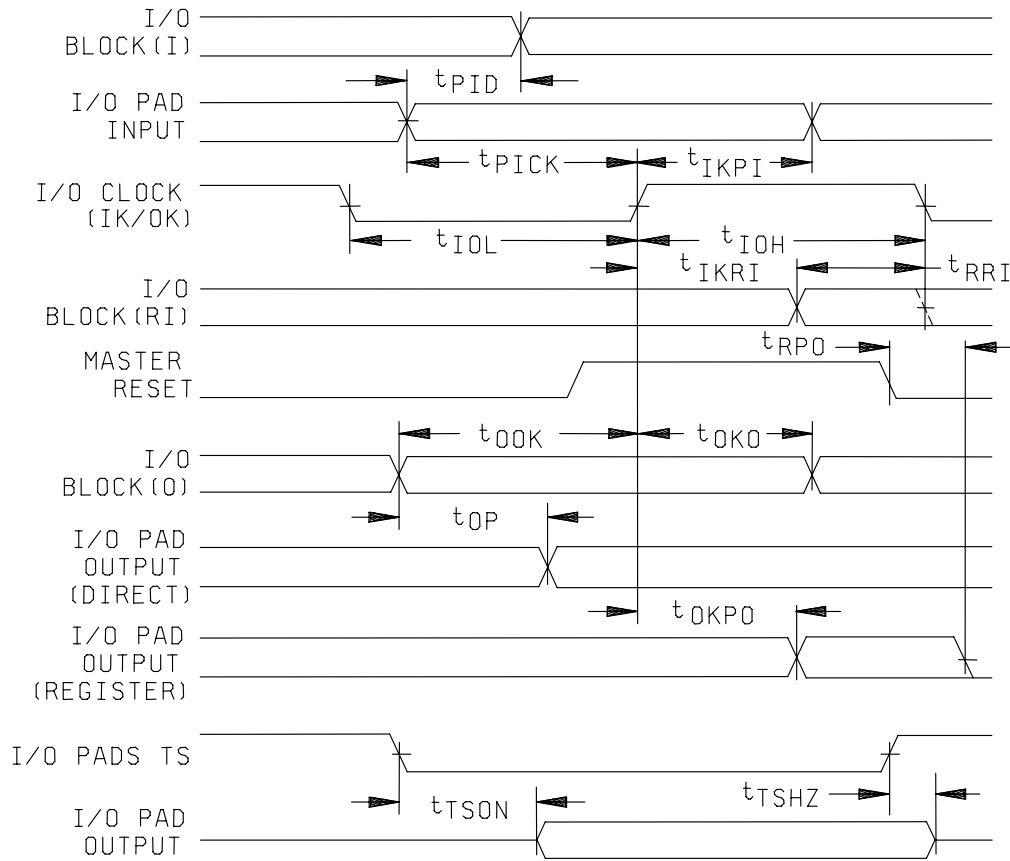 I/O
BLOCK(I)
tPID
I/O PAD
INPUT
tPICK
tIKPI
I/O CLOCK
(IK/OK)
tIOL
tIOH
tIKRI
tRRI
I/O
BLOCK(RI)
tRPO
MASTER
RESET
tOOK
tOKO
I/O
BLOCK(O)
tOP
I/O PAD
OUTPUT
(DIRECT)
tOKPO
I/O PAD
OUTPUT
(REGISTER)
I/O PADS TS
tTSON
tTSHZ
I/O PAD
OUTPUT